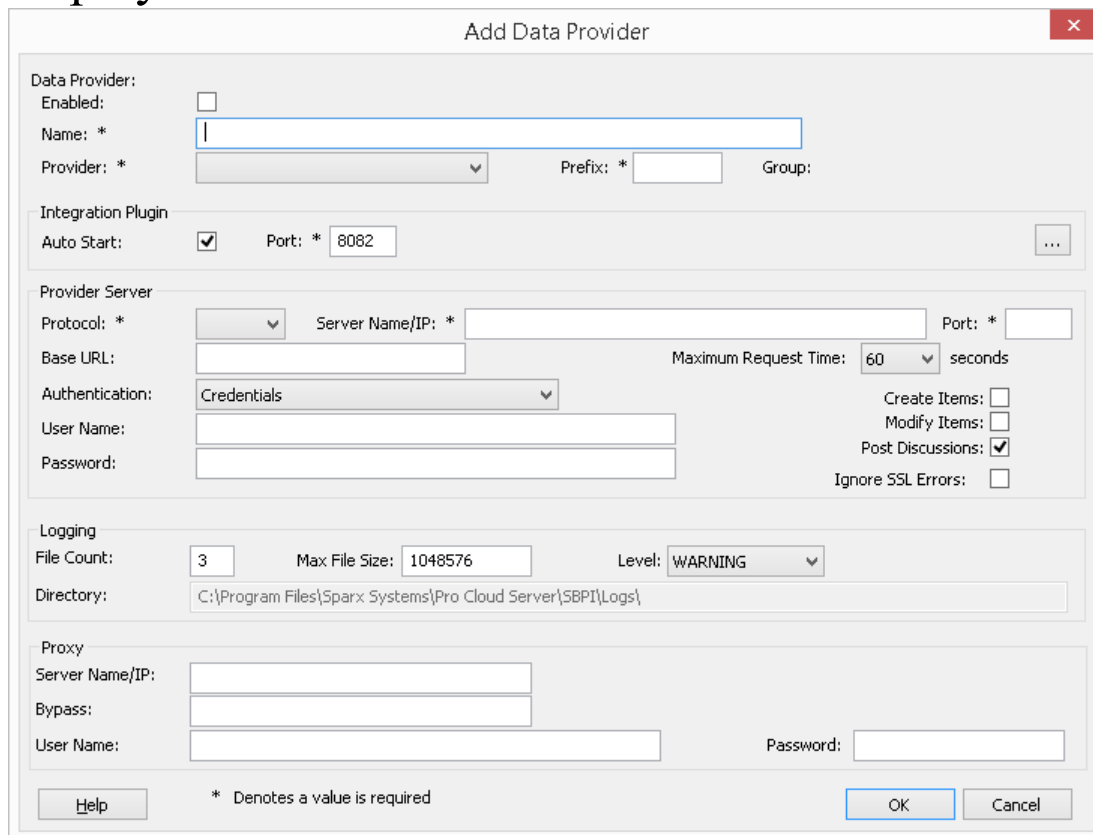 Add Data Provider
Data Provider:
Enabled:
Name: *
Provider: * Prefix: * Group:
Integration Plugin
Auto Start: Port: * 8082 ...
Provider Server
Protocol: * Server Name/IP: * Port: *
Base URL: Maximum Request Time: 60 seconds
Authentication: Credentials Create Items:
User Name: Modify Items:
Post Discussions:
Password:
Ignore SSL Errors:
Logging
File Count: 3 Max File Size: 1048576 Level: WARNING
Directory: C:\Program Files\Sparx Systems\Pro Cloud Server\SBPI\Logs\
Proxy
Server Name/IP:
Bypass:
User Name: Password:
Help * Denotes a value is required OK Cancel